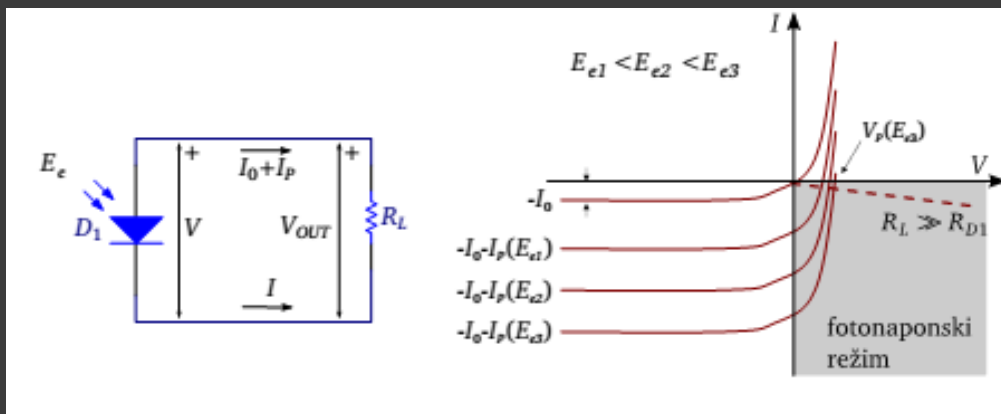 E_e
D_1
+
V
I_0+I_P
I
+
V_OUT
R_L
I
E_e1 <E_e2 <E_e3
V_P(E_e3)
V
-I_0
R_L ≫ R_D1
-I_0-I_P(E_e1)
-I_0-I_P(E_e2)
-I_0-I_P(E_e3)
fotonaponski
režim